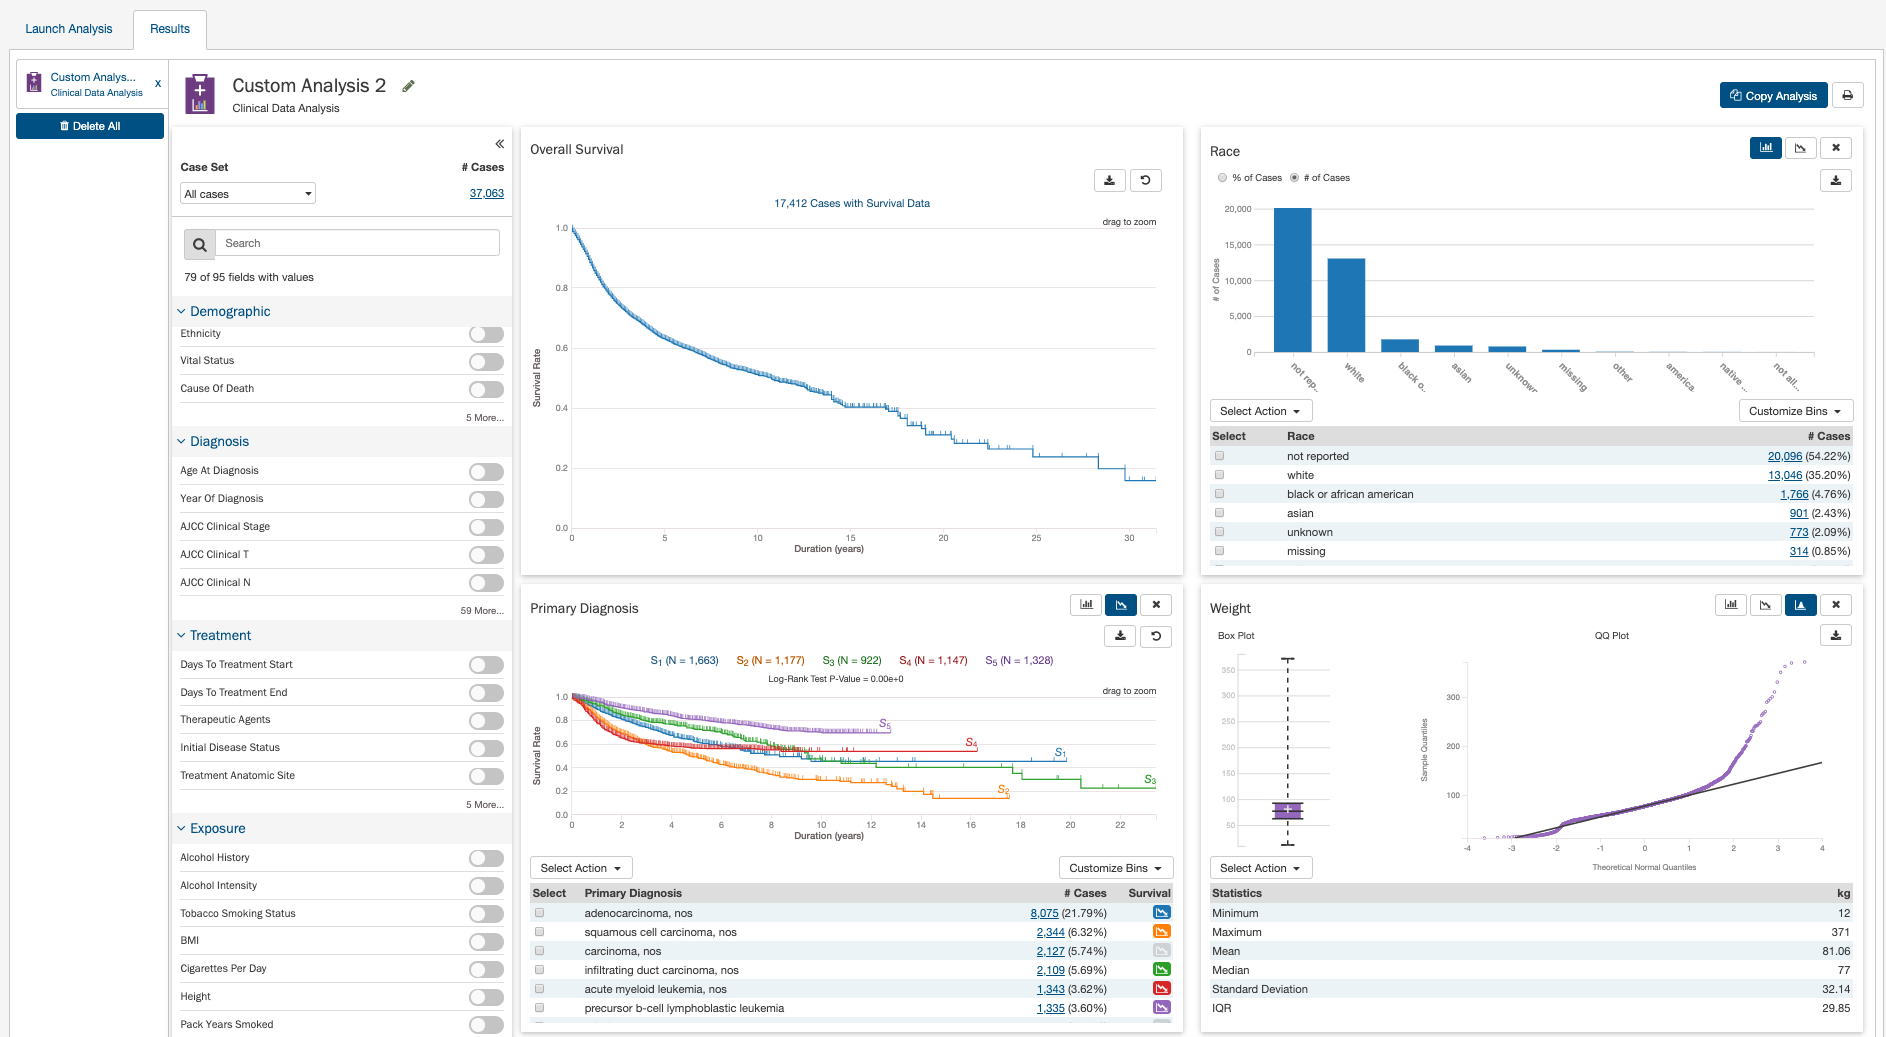 Launch Analysis
Results
Custom Analys...
Clinical Data Analysis
x
Delete All
Custom Analysis 2
Clinical Data Analysis
Copy Analysis
Case Set
# Cases
All cases
37,063
Search
79 of 95 fields with values
Demographic
Ethnicity
Vital Status
Cause Of Death
5 More...
Diagnosis
Age At Diagnosis
Year Of Diagnosis
AJCC Clinical Stage
AJCC Clinical T
AJCC Clinical N
59 More...
Treatment
Days To Treatment Start
Days To Treatment End
Therapeutic Agents
Initial Disease Status
Treatment Anatomic Site
5 More...
Exposure
Alcohol History
Alcohol Intensity
Tobacco Smoking Status
BMI
Cigarettes Per Day
Height
Pack Years Smoked
Overall Survival
17,412 Cases with Survival Data
drag to zoom
Survival Rate
1.0
0.8
0.6
0.4
0.2
0.0
0 5 10 15 20 25 30
Duration (years)
Race
% of Cases # of Cases
# of Cases
20,000
15,000
10,000
5,000
0
not rep...
white
black o...
asian
unknown
missing
other
america
native ...
not all...
Select Action
Customize Bins
Select Race # Cases
not reported 20,096 (54.22%)
white 13,046 (35.20%)
black or african american 1,766 (4.76%)
asian 901 (2.43%)
unknown 773 (2.09%)
missing 314 (0.85%)
Primary Diagnosis
S1 (N = 1,663) S2 (N = 1,177) S3 (N = 922) S4 (N = 1,147) S5 (N = 1,328)
Log-Rank Test P-Value = 0.00e+0
drag to zoom
Survival Rate
1.0
0.8
0.6
0.4
0.2
0.0
S5
S4
S1
S3
S2
0 2 4 6 8 10 12 14 16 18 20 22
Duration (years)
Select Action
Customize Bins
Select Primary Diagnosis # Cases Survival
adenocarcinoma, nos 8,075 (21.79%)
squamous cell carcinoma, nos 2,344 (6.32%)
carcinoma, nos 2,127 (5.74%)
infiltrating duct carcinoma, nos 2,109 (5.69%)
acute myeloid leukemia, nos 1,343 (3.62%)
precursor b-cell lymphoblastic leukemia 1,335 (3.60%)
Weight
Box Plot
350
300
250
200
150
100
50
QQ Plot
Sample Quantiles
300
200
100
-4 -3 -2 -1 0 1 2 3 4
Theoretical Normal Quantiles
Select Action
Statistics kg
Minimum 12
Maximum 371
Mean 81.06
Median 77
Standard Deviation 32.14
IQR 29.85